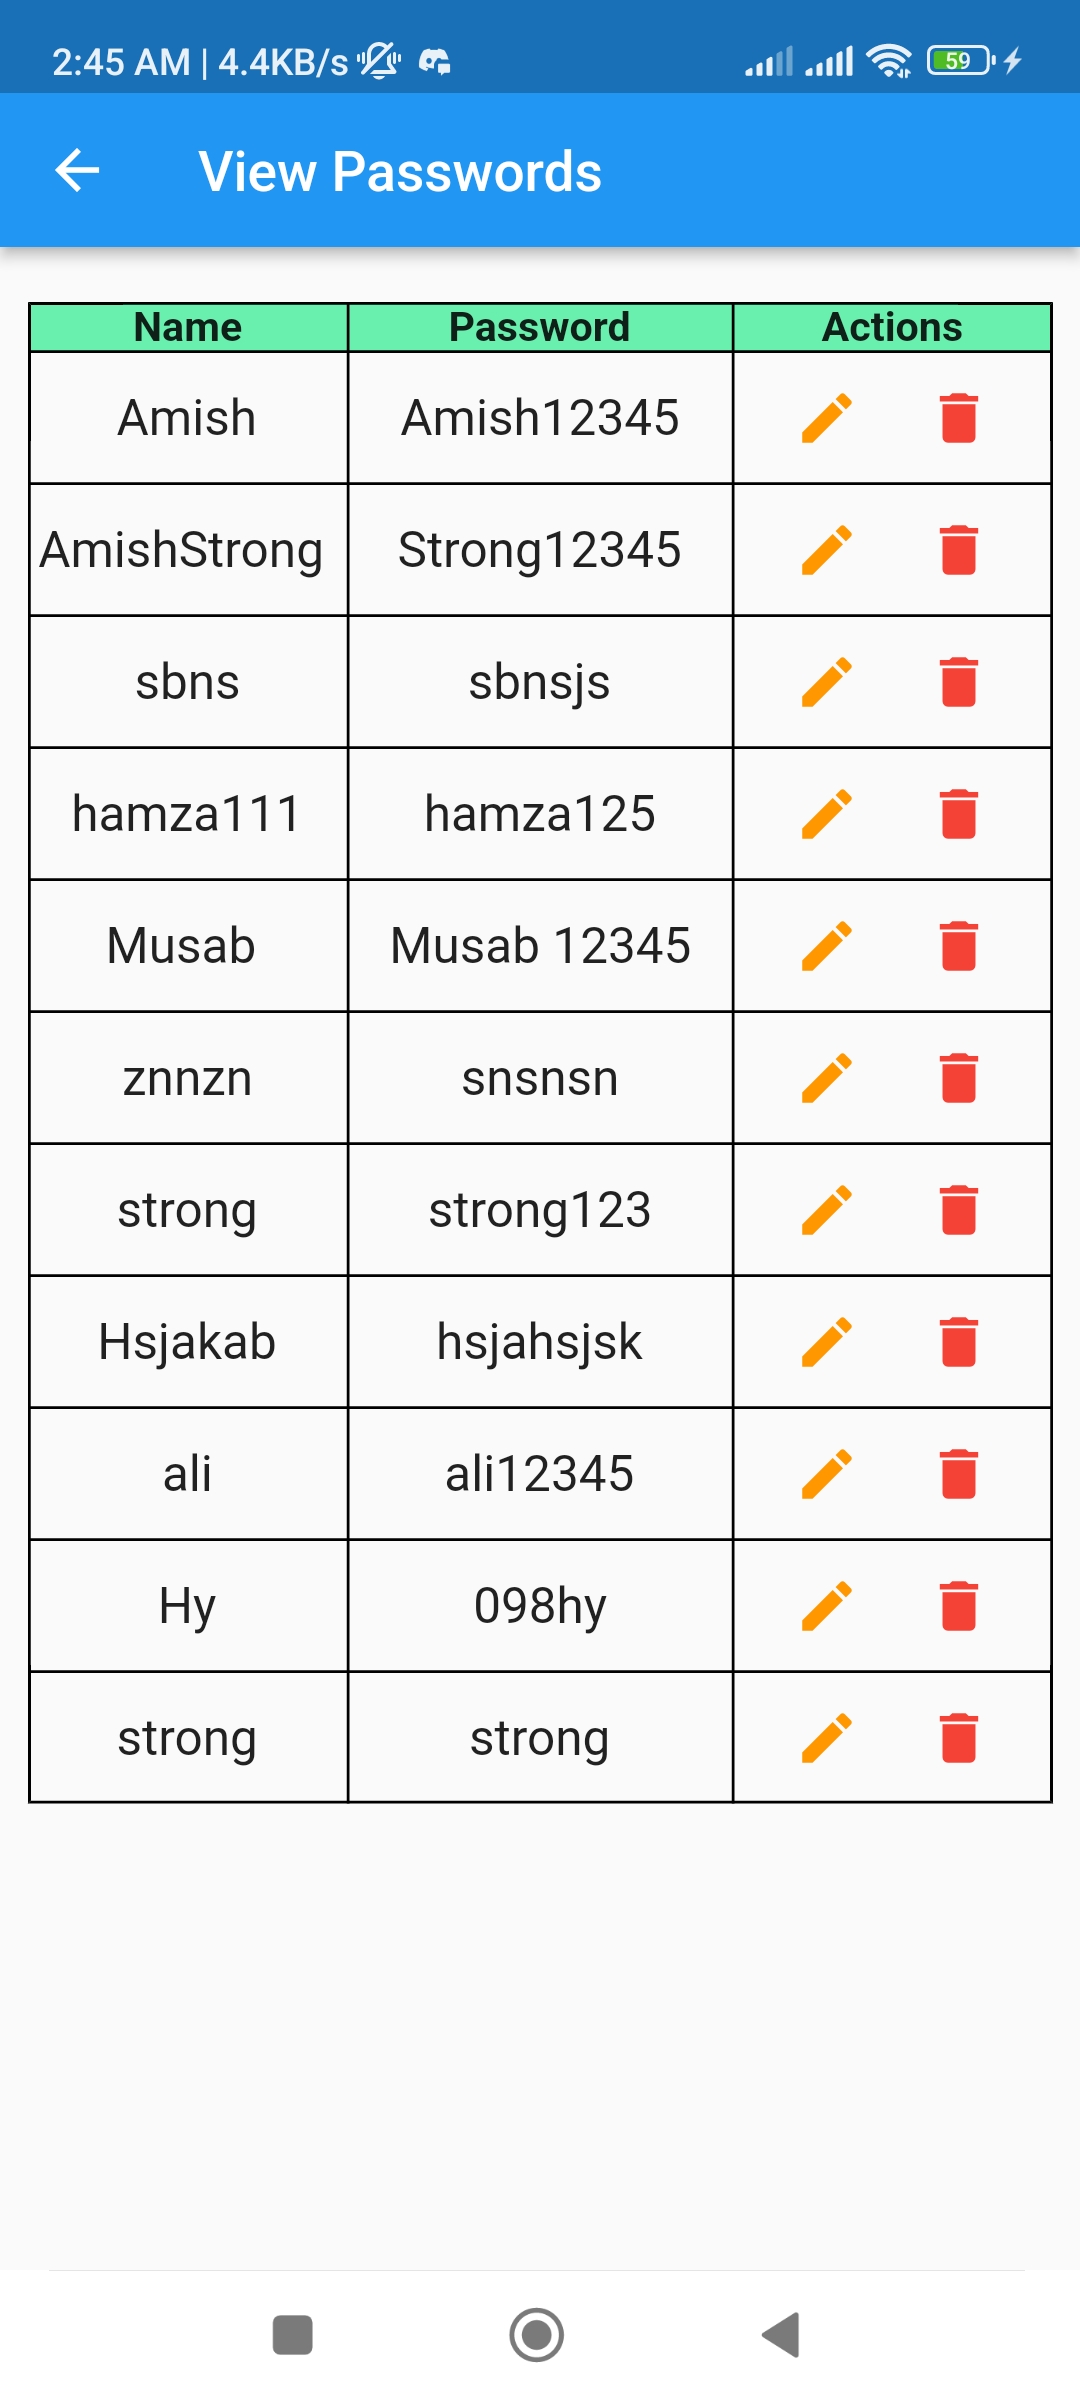 2:45 AM | 4.4KB/s 59
View Passwords
Name Password Actions
Amish Amish12345
AmishStrong Strong12345
sbns sbnsjs
hamza111 hamza125
Musab Musab 12345
znnzn snsnsn
strong strong123
Hsjakab hsjahsjsk
ali ali12345
Hy 098hy
strong strong